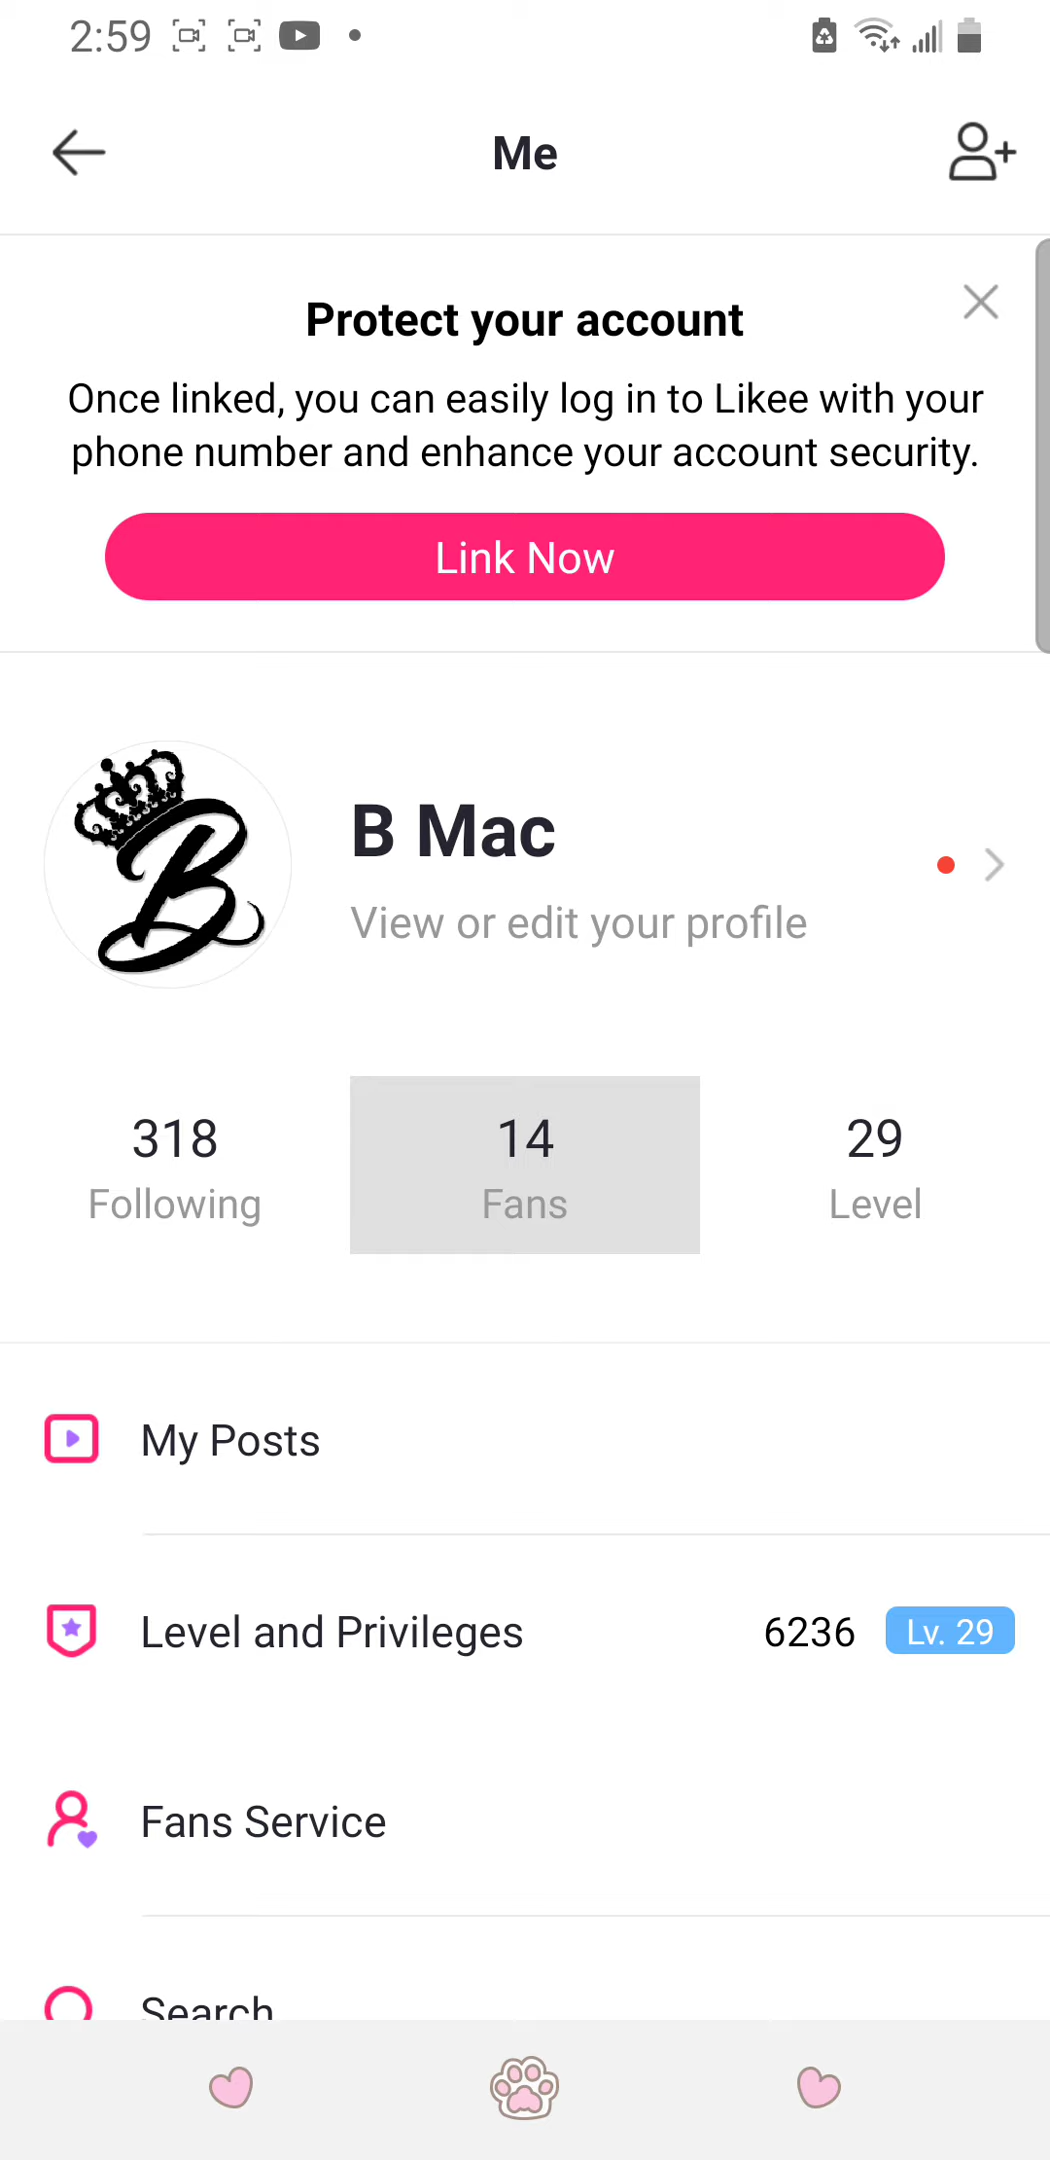 2:59
Me
Protect your account
Once linked, you can easily log in to Likee with your
phone number and enhance your account security.
Link Now
B
B Mac
View or edit your profile
318
Following
14
Fans
29
Level
My Posts
Level and Privileges
6236
Lv. 29
Fans Service
Search